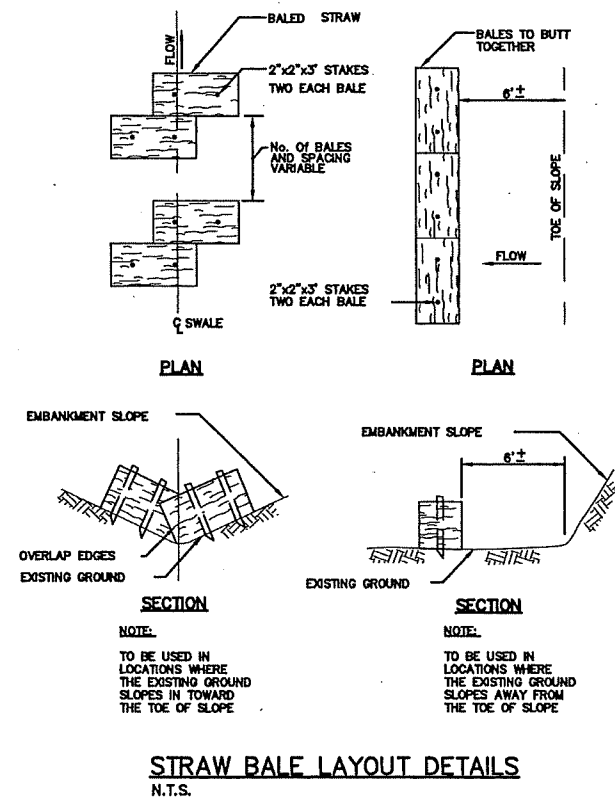 BALED STRAW
FLOW
2"x2"x3' STAKES
TWO EACH BALE
No. Of BALES
AND SPACING
VARIABLE
℄ SWALE
PLAN
BALES TO BUTT
TOGETHER
6'±
TOE OF SLOPE
FLOW
2"x2"x3' STAKES
TWO EACH BALE
PLAN
EMBANKMENT SLOPE
OVERLAP EDGES
EXISTING GROUND
SECTION
NOTE:
TO BE USED IN
LOCATIONS WHERE
THE EXISTING GROUND
SLOPES IN TOWARD
THE TOE OF SLOPE
EMBANKMENT SLOPE
6'±
EXISTING GROUND
SECTION
NOTE:
TO BE USED IN
LOCATIONS WHERE
THE EXISTING GROUND
SLOPES AWAY FROM
THE TOE OF SLOPE
STRAW BALE LAYOUT DETAILS
N.T.S.